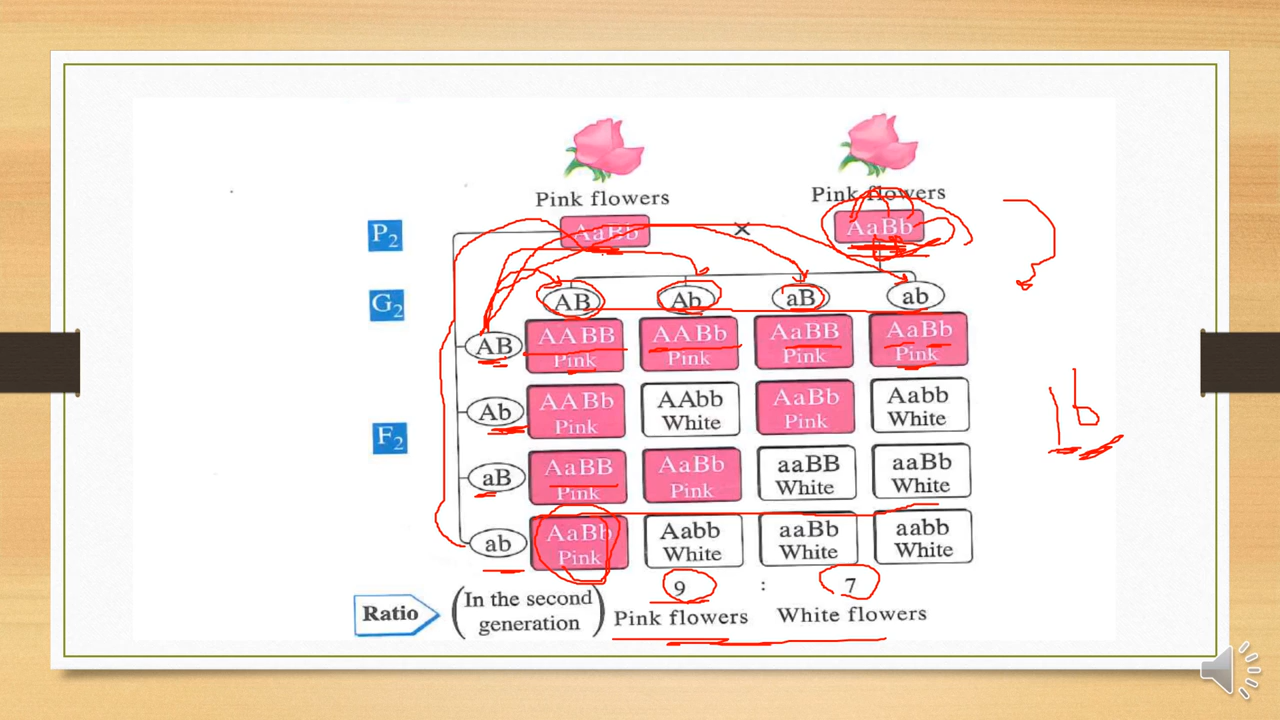 Pink flowers
Pink flowers
P₂
AaBb
×
AaBb
G₂
AB
Ab
aB
ab
AB
AABB
Pink
AABb
Pink
AaBB
Pink
AaBb
Pink
F₂
Ab
AABb
Pink
AAbb
White
AaBb
Pink
Aabb
White
aB
AaBB
Pink
AaBb
Pink
aaBB
White
aaBb
White
ab
AaBb
Pink
Aabb
White
aaBb
White
aabb
White
Ratio
(In the second
generation)
9 : 7
Pink flowers White flowers
16